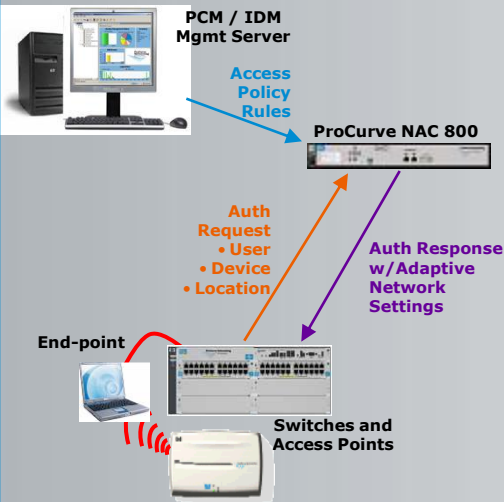 PCM / IDM
Mgmt Server
Access
Policy
Rules
ProCurve NAC 800
Auth
Request
• User
• Device
• Location
Auth Response
w/Adaptive
Network
Settings
End-point
Switches and
Access Points